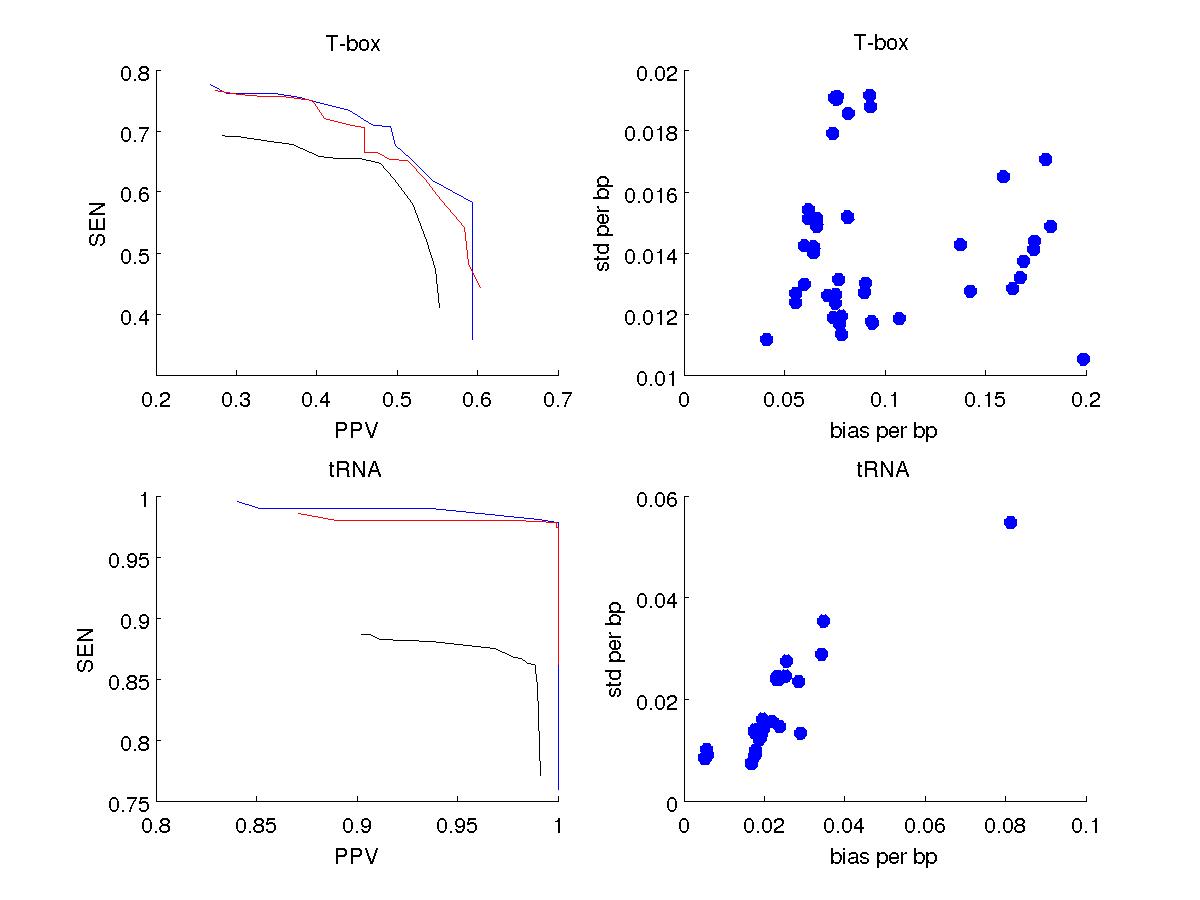 T-box
0.8
0.7
0.6
0.5
0.4
SEN
0.2 0.3 0.4 0.5 0.6 0.7
PPV
T-box
0.02
0.018
0.016
0.014
0.012
0.01
std per bp
0 0.05 0.1 0.15 0.2
bias per bp
tRNA
1
0.95
0.9
0.85
0.8
0.75
SEN
0.8 0.85 0.9 0.95 1
PPV
tRNA
0.06
0.04
0.02
0
std per bp
0 0.02 0.04 0.06 0.08 0.1
bias per bp